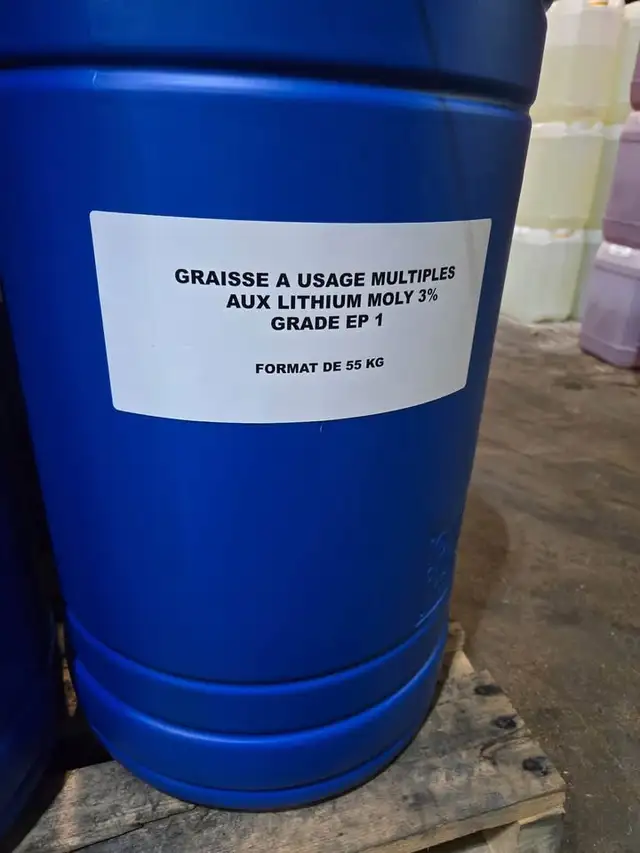 GRAISSE A USAGE MULTIPLES
AUX LITHIUM MOLY 3%
GRADE EP 1
FORMAT DE 55 KG